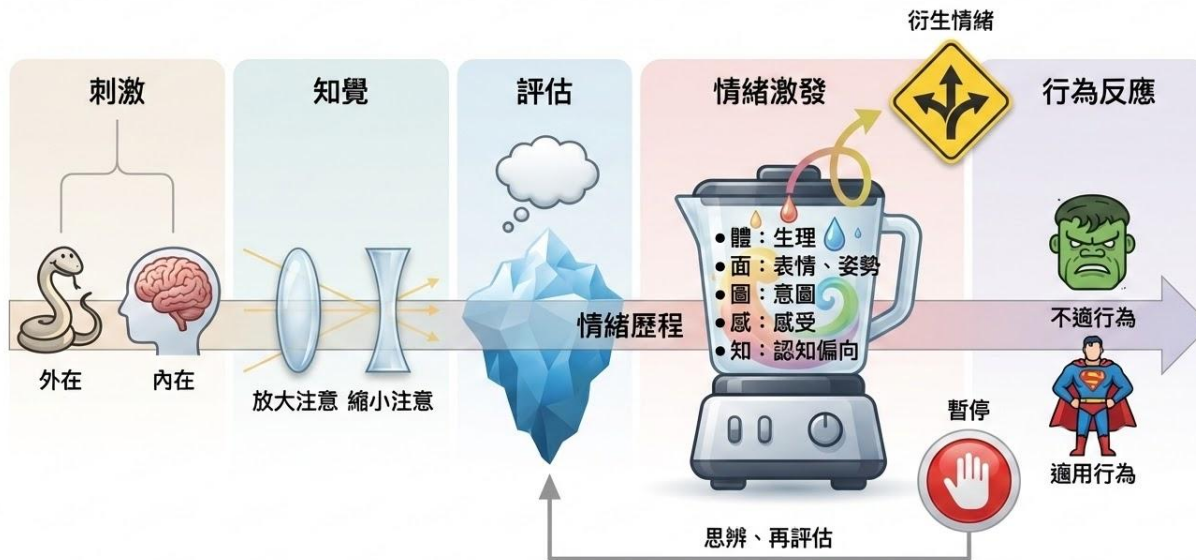 衍生情緒
刺激
知覺
評估
情緒激發
行為反應
• 體：生理
• 面：表情、姿勢
• 圖：意圖
• 感：感受
• 知：認知偏向
情緒歷程
外在
內在
放大注意
縮小注意
不適行為
暫停
適用行為
思辨、再評估